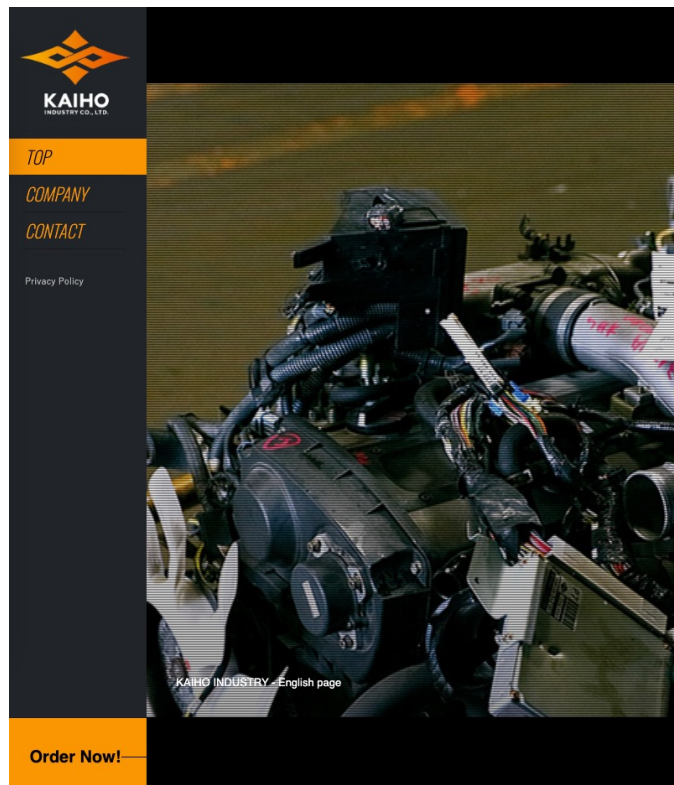 KAIHO
INDUSTRY CO., LTD.
TOP
COMPANY
CONTACT
Privacy Policy
KAIHO INDUSTRY - English page
Order Now!